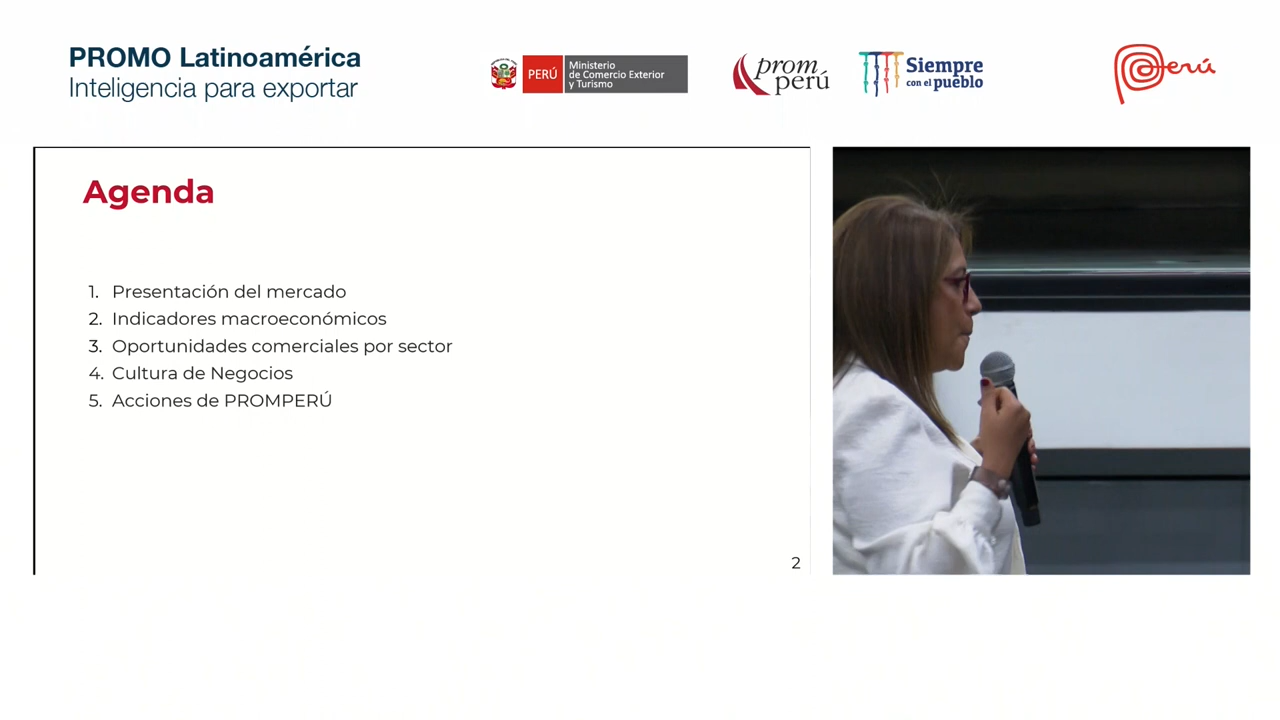 PROMO Latinoamérica
Inteligencia para exportar
PERÚ
Ministerio
de Comercio Exterior
y Turismo
prom
perú
Siempre
con el pueblo
Perú
Agenda
1. Presentación del mercado
2. Indicadores macroeconómicos
3. Oportunidades comerciales por sector
4. Cultura de Negocios
5. Acciones de PROMPERÚ
2